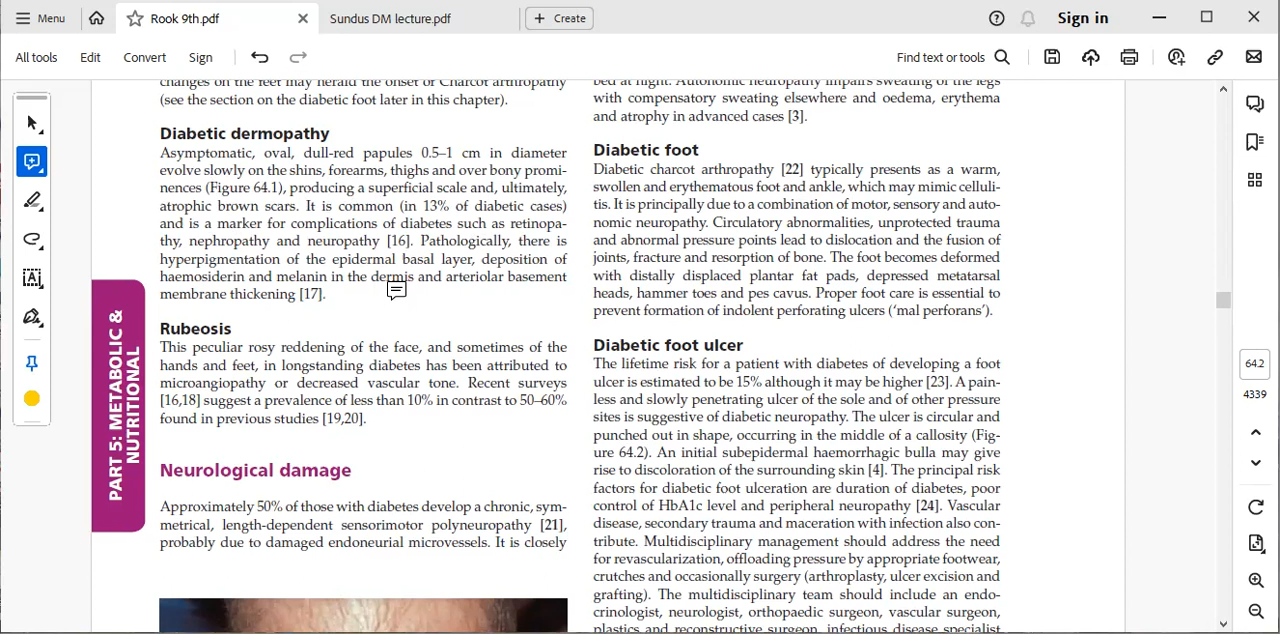 Menu
Rook 9th.pdf
Sundus DM lecture.pdf
Create
Sign in
All tools
Edit
Convert
Sign
Find text or tools
changes on the feet may herald the onset of Charcot arthropathy
(see the section on the diabetic foot later in this chapter).
Diabetic dermopathy
Asymptomatic, oval, dull-red papules 0.5–1 cm in diameter
evolve slowly on the shins, forearms, thighs and over bony promi-
nences (Figure 64.1), producing a superficial scale and, ultimately,
atrophic brown scars. It is common (in 13% of diabetic cases)
and is a marker for complications of diabetes such as retinopa-
thy, nephropathy and neuropathy [16]. Pathologically, there is
hyperpigmentation of the epidermal basal layer, deposition of
haemosiderin and melanin in the dermis and arteriolar basement
membrane thickening [17].
Rubeosis
This peculiar rosy reddening of the face, and sometimes of the
hands and feet, in longstanding diabetes has been attributed to
microangiopathy or decreased vascular tone. Recent surveys
[16,18] suggest a prevalence of less than 10% in contrast to 50–60%
found in previous studies [19,20].
Neurological damage
Approximately 50% of those with diabetes develop a chronic, sym-
metrical, length-dependent sensorimotor polyneuropathy [21],
probably due to damaged endoneurial microvessels. It is closely
PART 5: METABOLIC &
NUTRITIONAL
bed at night. Autonomic neuropathy impairs sweating of the legs
with compensatory sweating elsewhere and oedema, erythema
and atrophy in advanced cases [3].
Diabetic foot
Diabetic charcot arthropathy [22] typically presents as a warm,
swollen and erythematous foot and ankle, which may mimic celluli-
tis. It is principally due to a combination of motor, sensory and auto-
nomic neuropathy. Circulatory abnormalities, unprotected trauma
and abnormal pressure points lead to dislocation and the fusion of
joints, fracture and resorption of bone. The foot becomes deformed
with distally displaced plantar fat pads, depressed metatarsal
heads, hammer toes and pes cavus. Proper foot care is essential to
prevent formation of indolent perforating ulcers (‘mal perforans’).
Diabetic foot ulcer
The lifetime risk for a patient with diabetes of developing a foot
ulcer is estimated to be 15% although it may be higher [23]. A pain-
less and slowly penetrating ulcer of the sole and of other pressure
sites is suggestive of diabetic neuropathy. The ulcer is circular and
punched out in shape, occurring in the middle of a callosity (Fig-
ure 64.2). An initial subepidermal haemorrhagic bulla may give
rise to discoloration of the surrounding skin [4]. The principal risk
factors for diabetic foot ulceration are duration of diabetes, poor
control of HbA1c level and peripheral neuropathy [24]. Vascular
disease, secondary trauma and maceration with infection also con-
tribute. Multidisciplinary management should address the need
for revascularization, offloading pressure by appropriate footwear,
crutches and occasionally surgery (arthroplasty, ulcer excision and
grafting). The multidisciplinary team should include an endo-
crinologist, neurologist, orthopaedic surgeon, vascular surgeon,
plastics and reconstructive surgeon, infectious disease specialist
64.2
4339